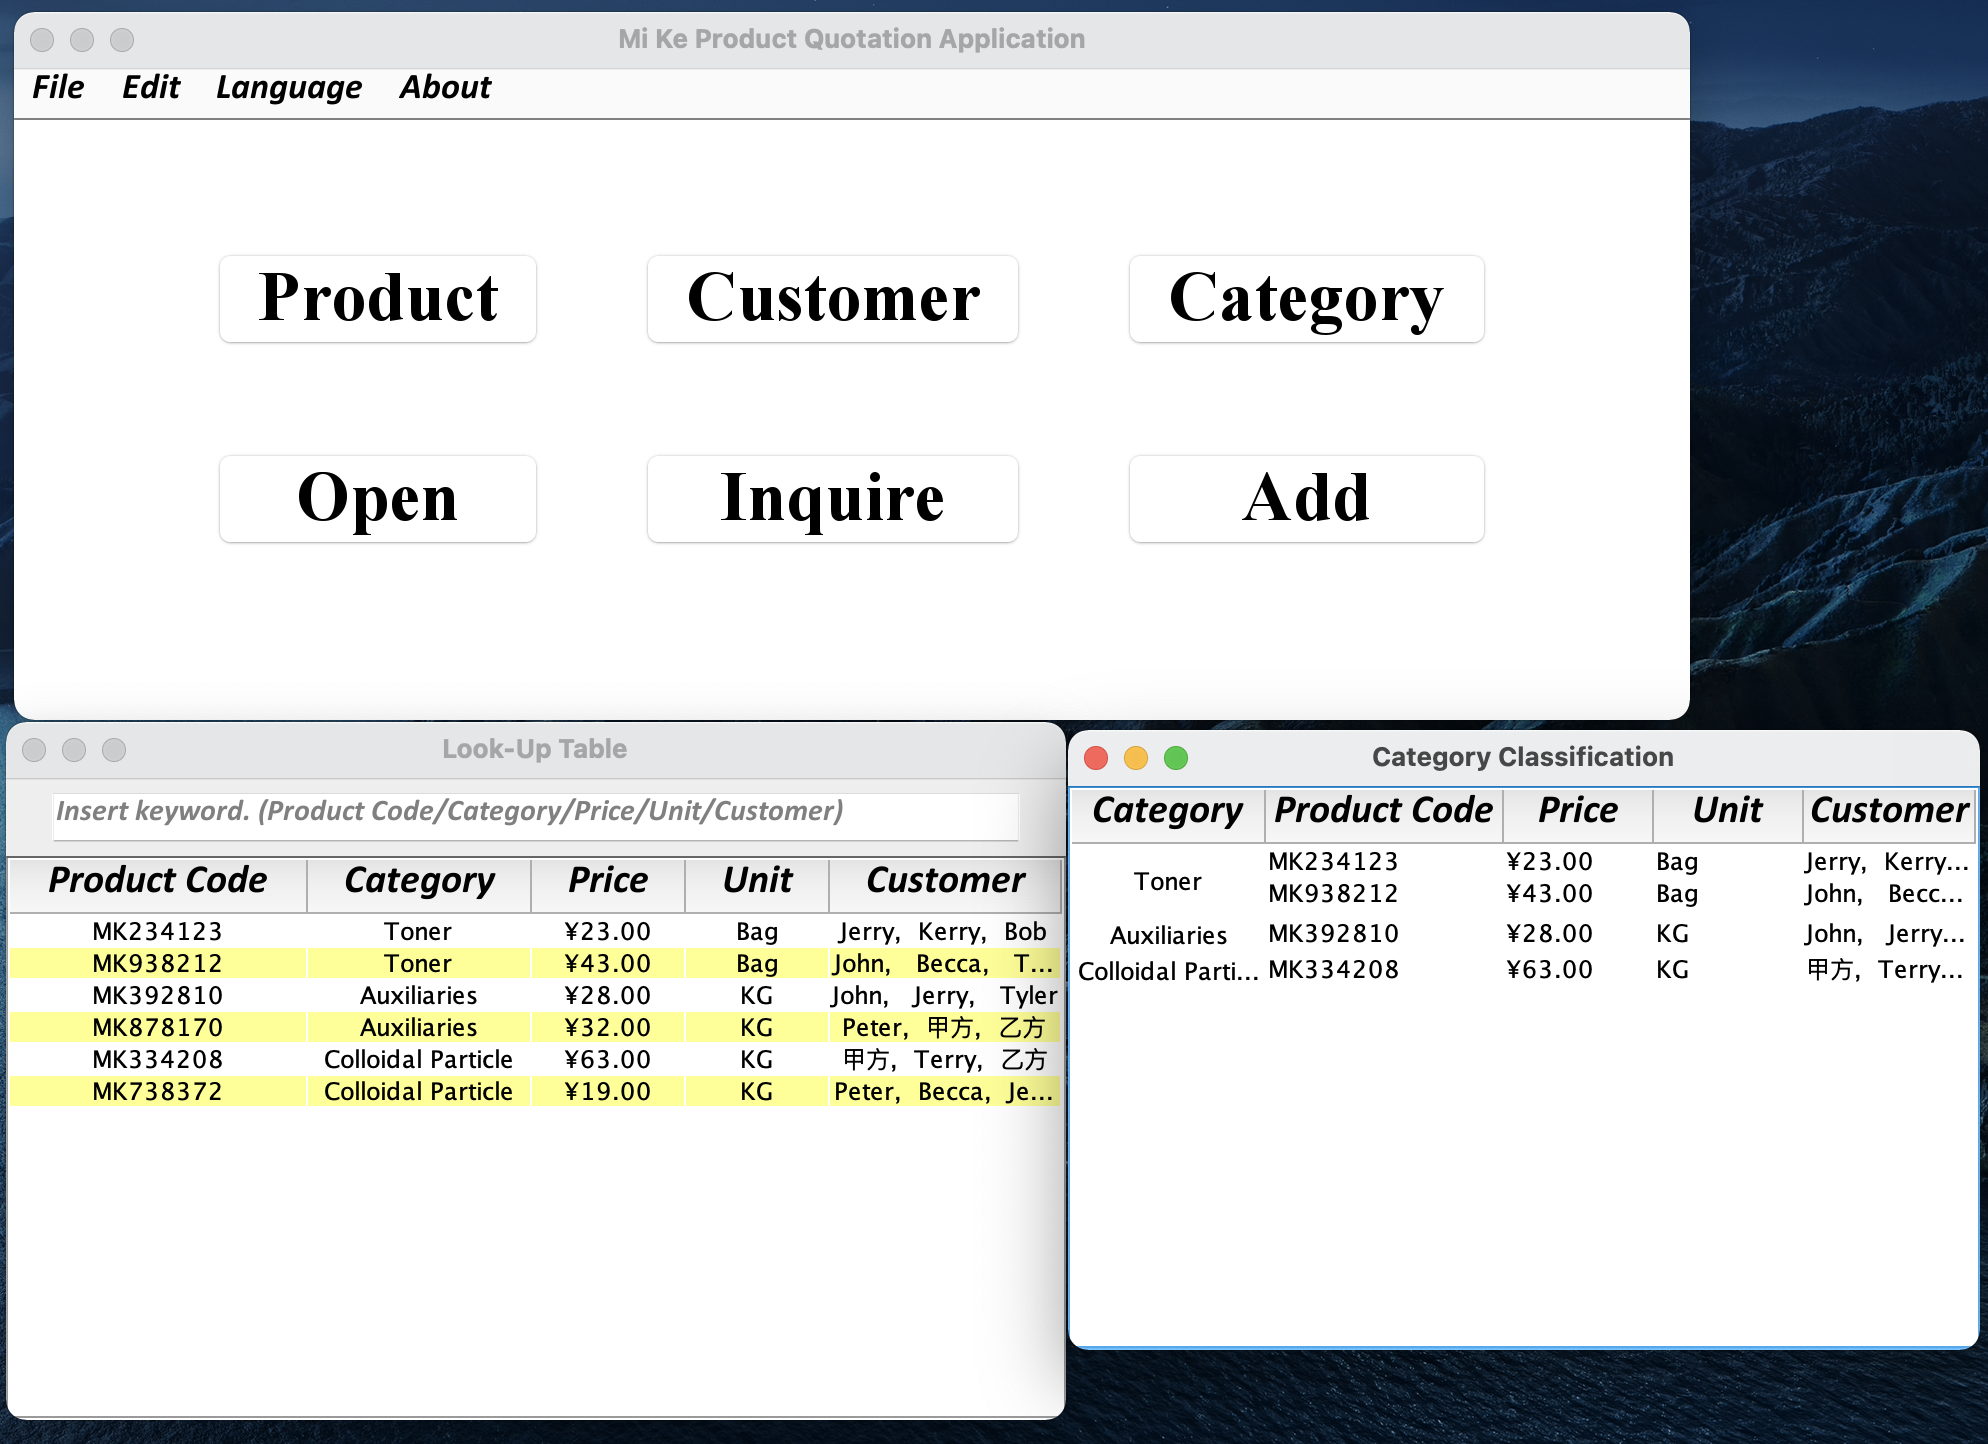 Mi Ke Product Quotation Application
File Edit Language About
Product Customer Category
Open Inquire Add
Look-Up Table
Insert keyword. (Product Code/Category/Price/Unit/Customer)
Product Code Category Price Unit Customer
MK234123 Toner ¥23.00 Bag Jerry, Kerry, Bob
MK938212 Toner ¥43.00 Bag John, Becca, T...
MK392810 Auxiliaries ¥28.00 KG John, Jerry, Tyler
MK878170 Auxiliaries ¥32.00 KG Peter, 甲方, 乙方
MK334208 Colloidal Particle ¥63.00 KG 甲方, Terry, 乙方
MK738372 Colloidal Particle ¥19.00 KG Peter, Becca, Je...
Category Classification
Category Product Code Price Unit Customer
Toner
MK234123 ¥23.00 Bag Jerry, Kerry...
MK938212 ¥43.00 Bag John, Becc...
Auxiliaries MK392810 ¥28.00 KG John, Jerry...
Colloidal Parti... MK334208 ¥63.00 KG 甲方, Terry...